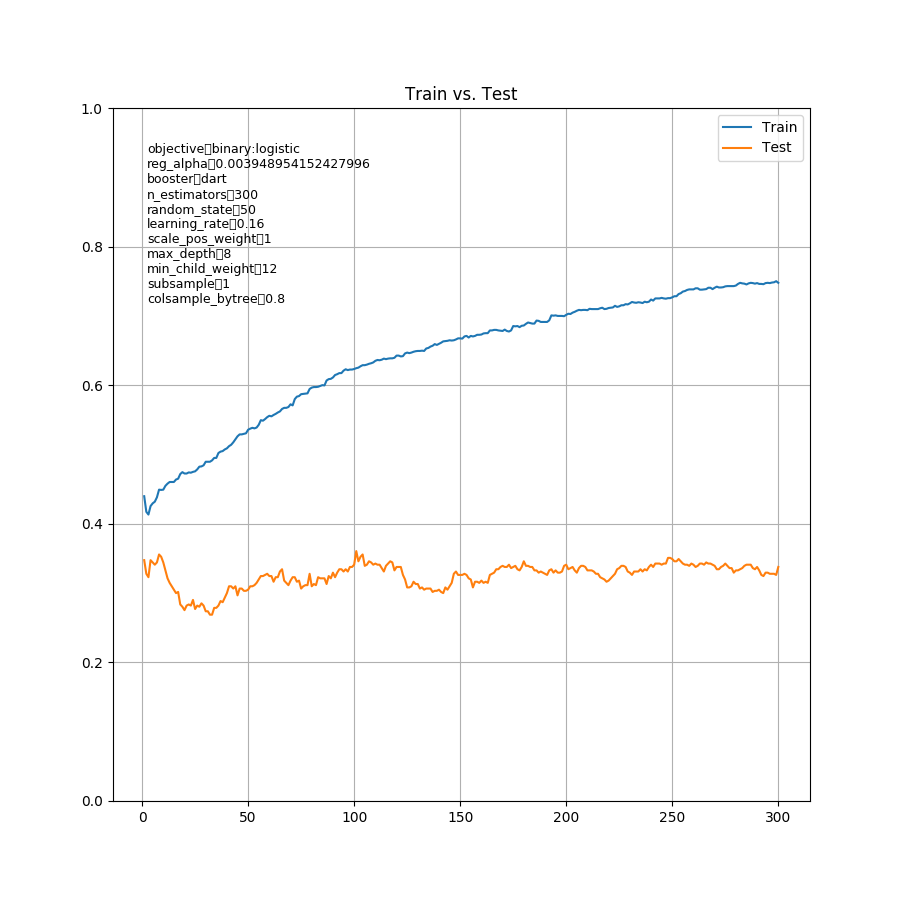 Train vs. Test
1.0
0.8
0.6
0.4
0.2
0.0
objective▯binary:logistic
reg_alpha▯0.003948954152427996
booster▯dart
n_estimators▯300
random_state▯50
learning_rate▯0.16
scale_pos_weight▯1
max_depth▯8
min_child_weight▯12
subsample▯1
colsample_bytree▯0.8
Train
Test
0 50 100 150 200 250 300